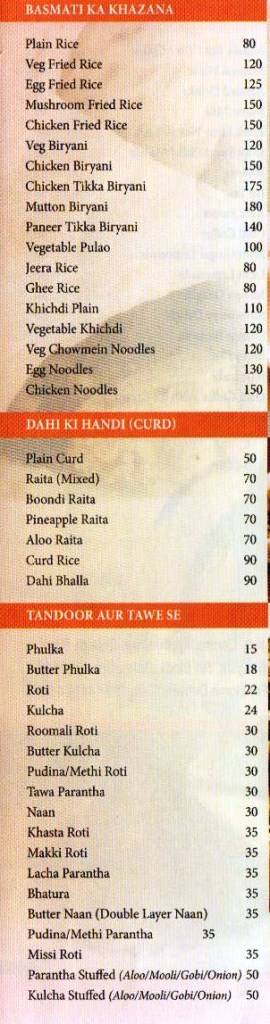 BASMATI KA KHAZANA
Plain Rice 80
Veg Fried Rice 120
Egg Fried Rice 125
Mushroom Fried Rice 150
Chicken Fried Rice 150
Veg Biryani 120
Chicken Biryani 150
Chicken Tikka Biryani 175
Mutton Biryani 180
Paneer Tikka Biryani 140
Vegetable Pulao 100
Jeera Rice 80
Ghee Rice 80
Khichdi Plain 110
Vegetable Khichdi 120
Veg Chowmein Noodles 120
Egg Noodles 130
Chicken Noodles 150
DAHI KI HANDI (CURD)
Plain Curd 50
Raita (Mixed) 70
Boondi Raita 70
Pineapple Raita 70
Aloo Raita 70
Curd Rice 90
Dahi Bhalla 90
TANDOOR AUR TAWE SE
Phulka 15
Butter Phulka 18
Roti 22
Kulcha 24
Roomali Roti 30
Butter Kulcha 30
Pudina/Methi Roti 30
Tawa Parantha 30
Naan 30
Khasta Roti 35
Makki Roti 35
Lacha Parantha 35
Bhatura 35
Butter Naan (Double Layer Naan) 35
Pudina/Methi Parantha 35
Missi Roti 35
Parantha Stuffed (Aloo/Mooli/Gobi/Onion) 50
Kulcha Stuffed (Aloo/Mooli/Gobi/Onion) 50